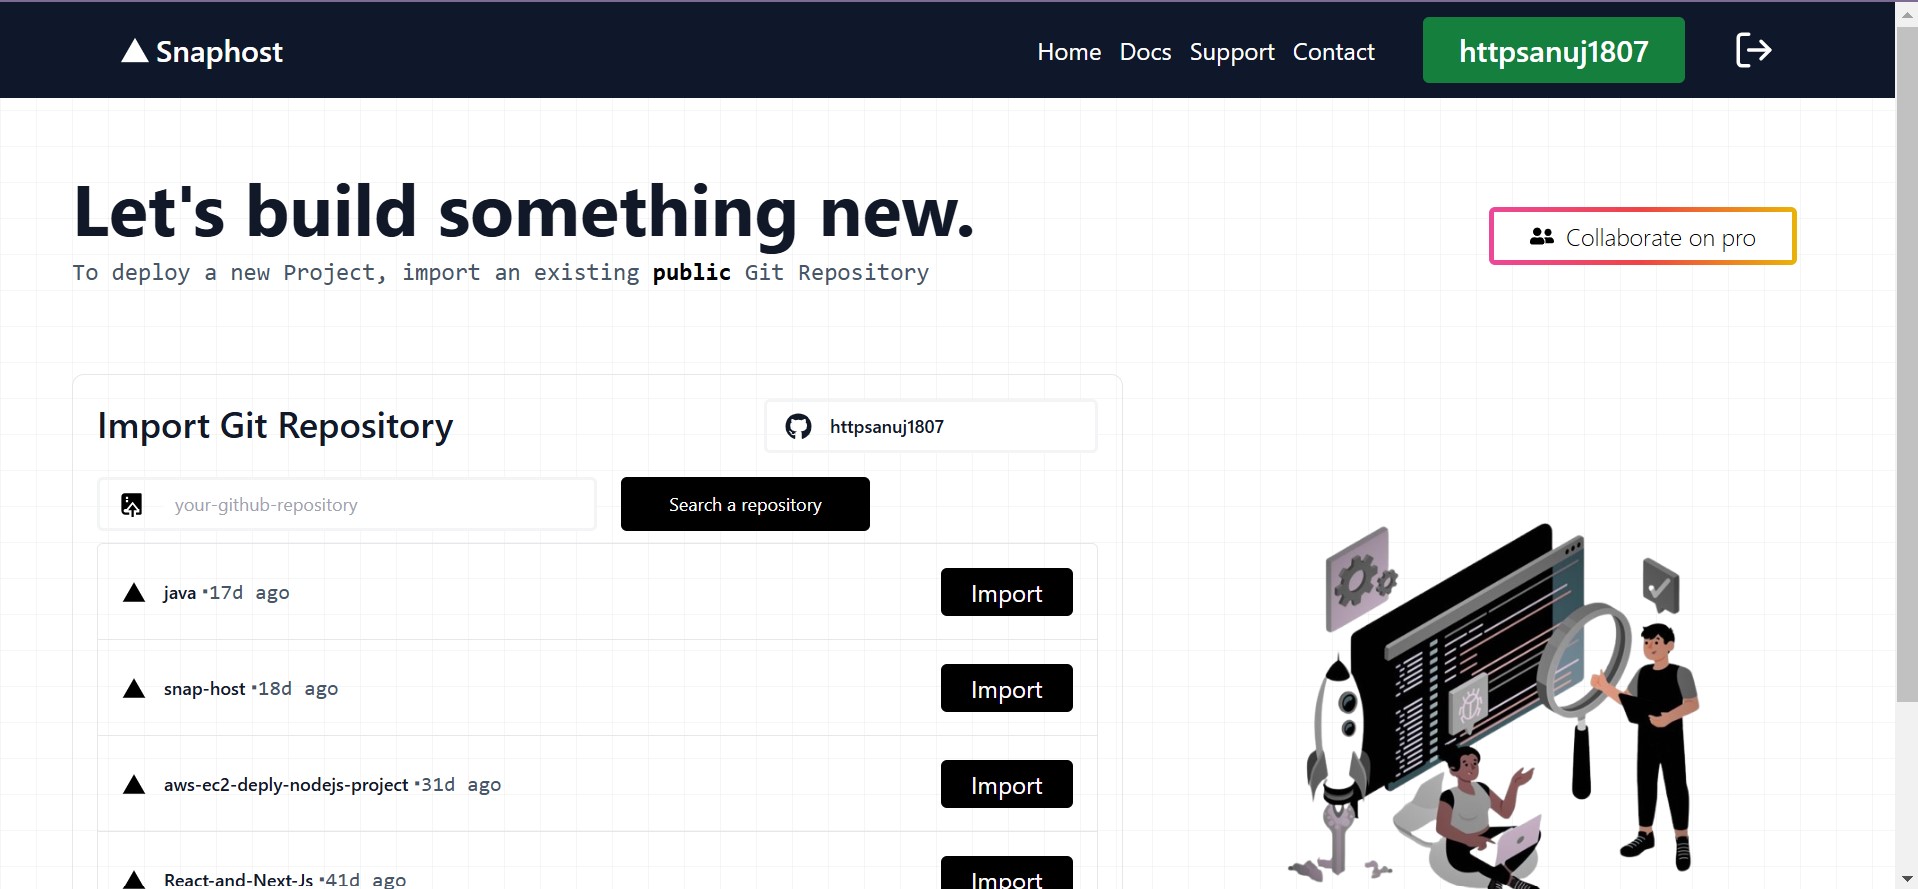 Snaphost
Home Docs Support Contact httpsanuj1807
Let's build something new.
Collaborate on pro
To deploy a new Project, import an existing public Git Repository
Import Git Repository
httpsanuj1807
your-github-repository
Search a repository
java •17d ago
Import
snap-host •18d ago
Import
aws-ec2-deply-nodejs-project •31d ago
Import
React-and-Next-Js •41d ago
Import